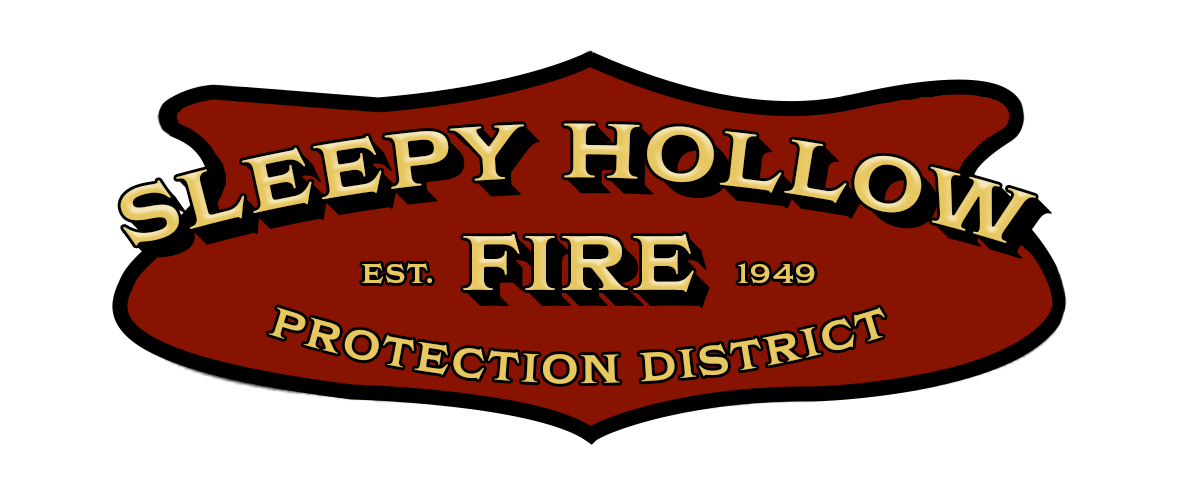 SLEEPY HOLLOW
EST. FIRE 1949
PROTECTION DISTRICT